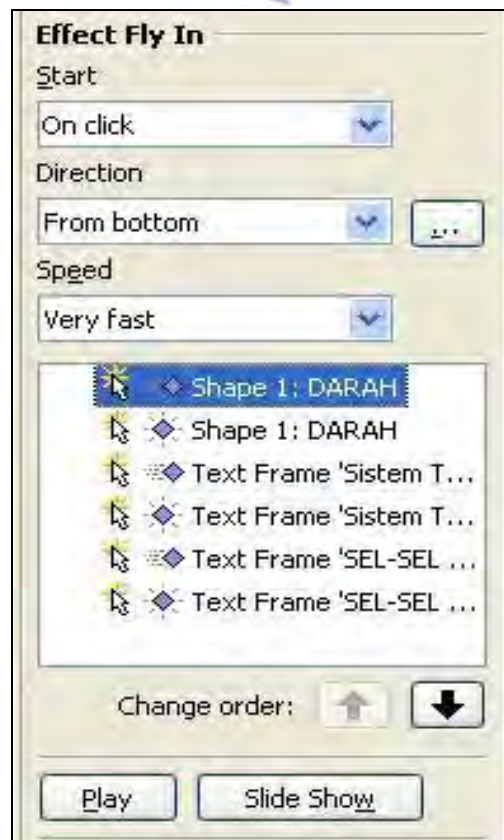 Effect Fly In
Start
On click
Direction
From bottom
...
Speed
Very fast
Shape 1: DARAH
Shape 1: DARAH
Text Frame 'Sistem T...
Text Frame 'Sistem T...
Text Frame 'SEL-SEL ...
Text Frame 'SEL-SEL ...
Change order:
Play
Slide Show